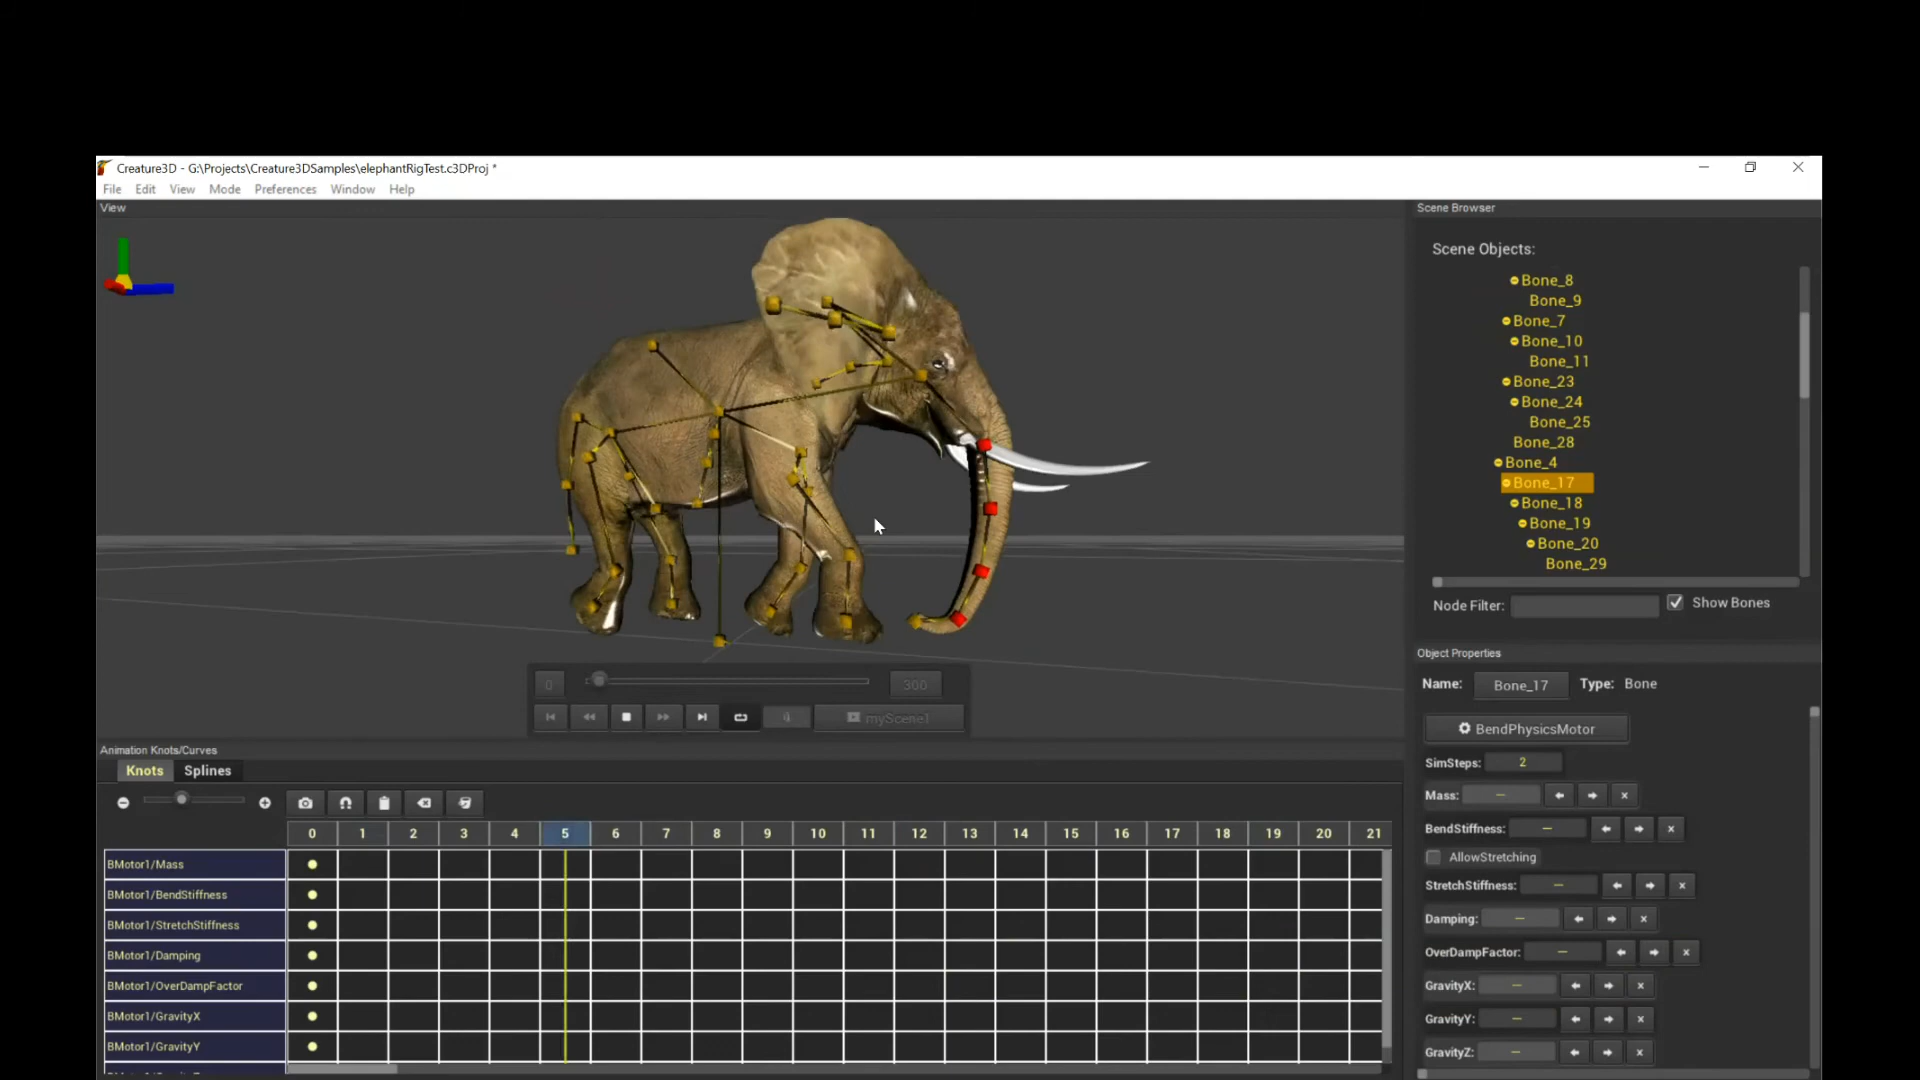 Creature3D - G:\Projects\Creature3DSamples\elephantRigTest.c3DProj *
File Edit View Mode Preferences Window Help
View
Scene Browser
Scene Objects:
Bone_8
Bone_9
Bone_7
Bone_10
Bone_11
Bone_23
Bone_24
Bone_25
Bone_28
Bone_4
Bone_17
Bone_18
Bone_19
Bone_20
Bone_29
Node Filter: Show Bones
Object Properties
Name: Bone_17 Type: Bone
BendPhysicsMotor
SimSteps: 2
Mass:
BendStiffness:
AllowStretching
StretchStiffness:
Damping:
OverDampFactor:
GravityX:
GravityY:
GravityZ:
0 300
myScene1
Animation Knots/Curves
Knots Splines
0 1 2 3 4 5 6 7 8 9 10 11 12 13 14 15 16 17 18 19 20 21
BMotor1/Mass
BMotor1/BendStiffness
BMotor1/StretchStiffness
BMotor1/Damping
BMotor1/OverDampFactor
BMotor1/GravityX
BMotor1/GravityY